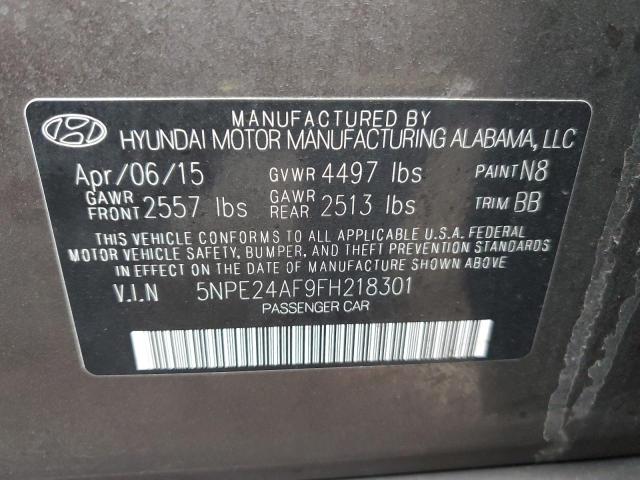 MANUFACTURED BY
HYUNDAI MOTOR MANUFACTURING ALABAMA, LLC
Apr/06/15 GVWR 4497 lbs PAINT N8
GAWR FRONT 2557 lbs GAWR REAR 2513 lbs TRIM BB
THIS VEHICLE CONFORMS TO ALL APPLICABLE U.S.A. FEDERAL
MOTOR VEHICLE SAFETY, BUMPER, AND THEFT PREVENTION STANDARDS
IN EFFECT ON THE DATE OF MANUFACTURE SHOWN ABOVE.
V.I.N 5NPE24AF9FH218301
PASSENGER CAR